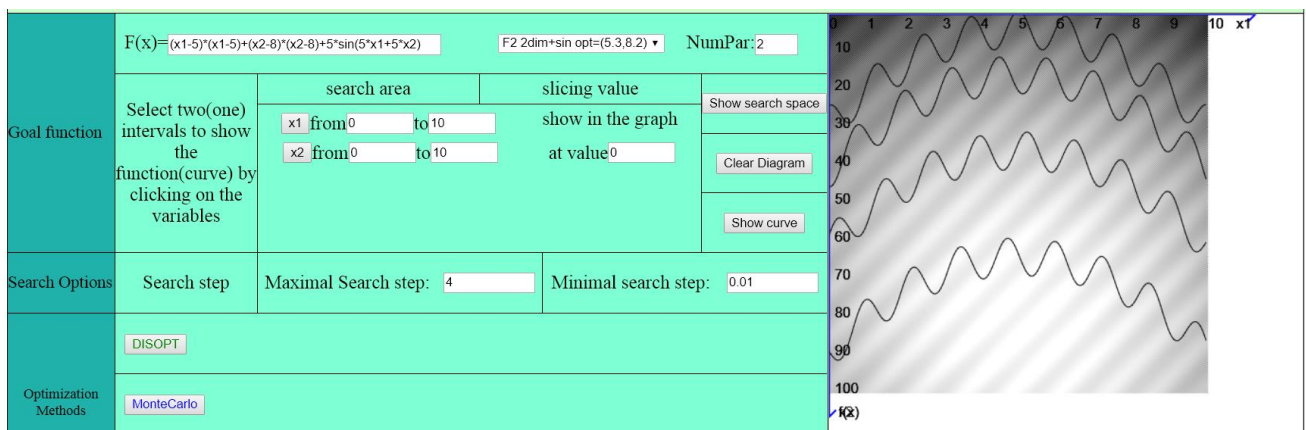 F(x)=(x1-5)*(x1-5)+(x2-8)*(x2-8)+5*sin(5*x1+5*x2) F2 2dim+sin opt=(5.3,8.2) NumPar:2
Goal function
Select two(one)
intervals to show
the
function(curve) by
clicking on the
variables
search area slicing value
x1 from 0 to 10 show in the graph
x2 from 0 to 10 at value 0
Show search space
Clear Diagram
Show curve
Search Options Search step Maximal Search step: 4 Minimal search step: 0.01
DISOPT
Optimization
Methods
MonteCarlo
0 1 2 3 4 5 6 7 8 9 10 x1
10
20
30
40
50
60
70
80
90
100